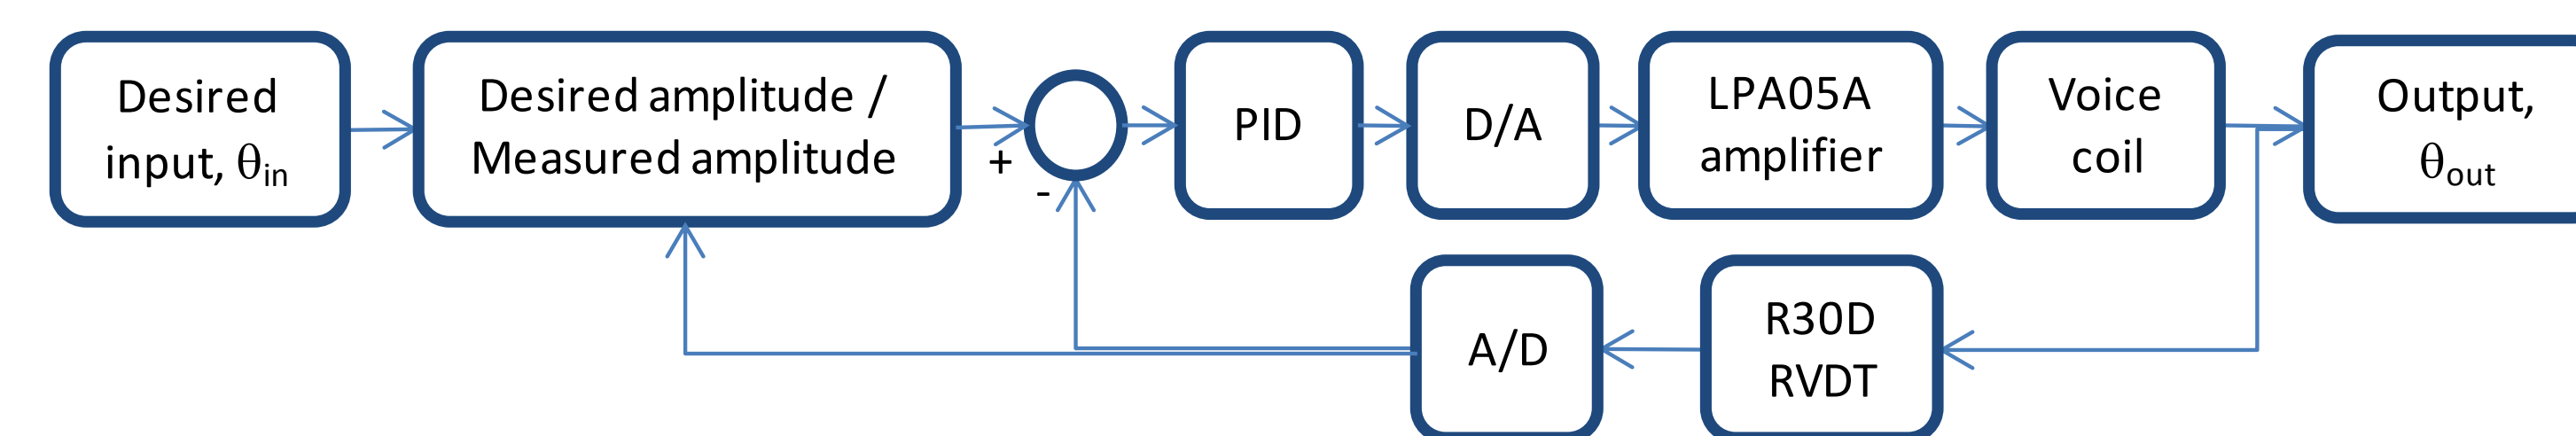 Desired
input, θin
Desired amplitude /
Measured amplitude
+
-
PID
D/A
LPA05A
amplifier
Voice
coil
Output,
θout
A/D
R30D
RVDT